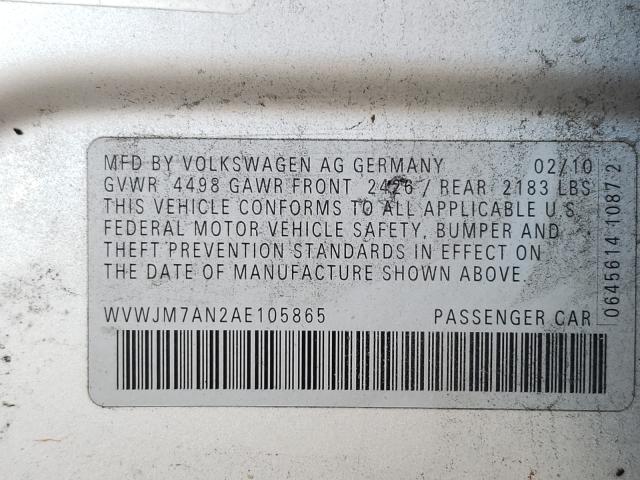 MFD BY VOLKSWAGEN AG GERMANY 02/10
GVWR 4498 GAWR FRONT 2426 / REAR 2183 LBS
THIS VEHICLE CONFORMS TO ALL APPLICABLE U.S
FEDERAL MOTOR VEHICLE SAFETY, BUMPER AND
THEFT PREVENTION STANDARDS IN EFFECT ON
THE DATE OF MANUFACTURE SHOWN ABOVE.
WVWJM7AN2AE105865 PASSENGER CAR
0645614 1087 2